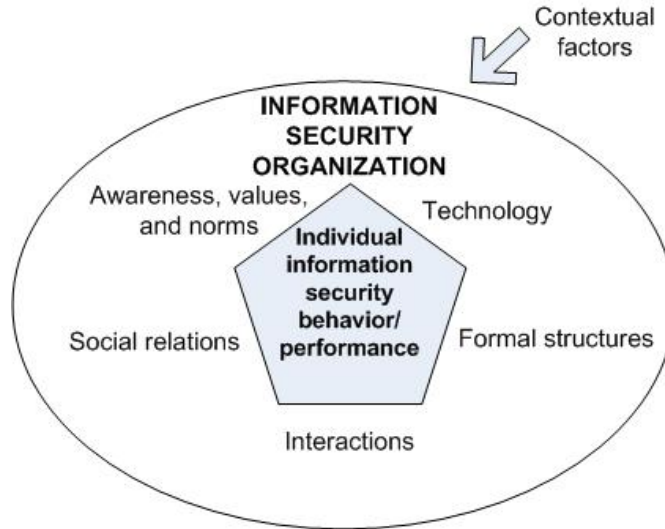 Contextual
factors
INFORMATION
SECURITY
ORGANIZATION
Awareness, values,
and norms
Technology
Individual
information
security
behavior/
performance
Social relations
Formal structures
Interactions